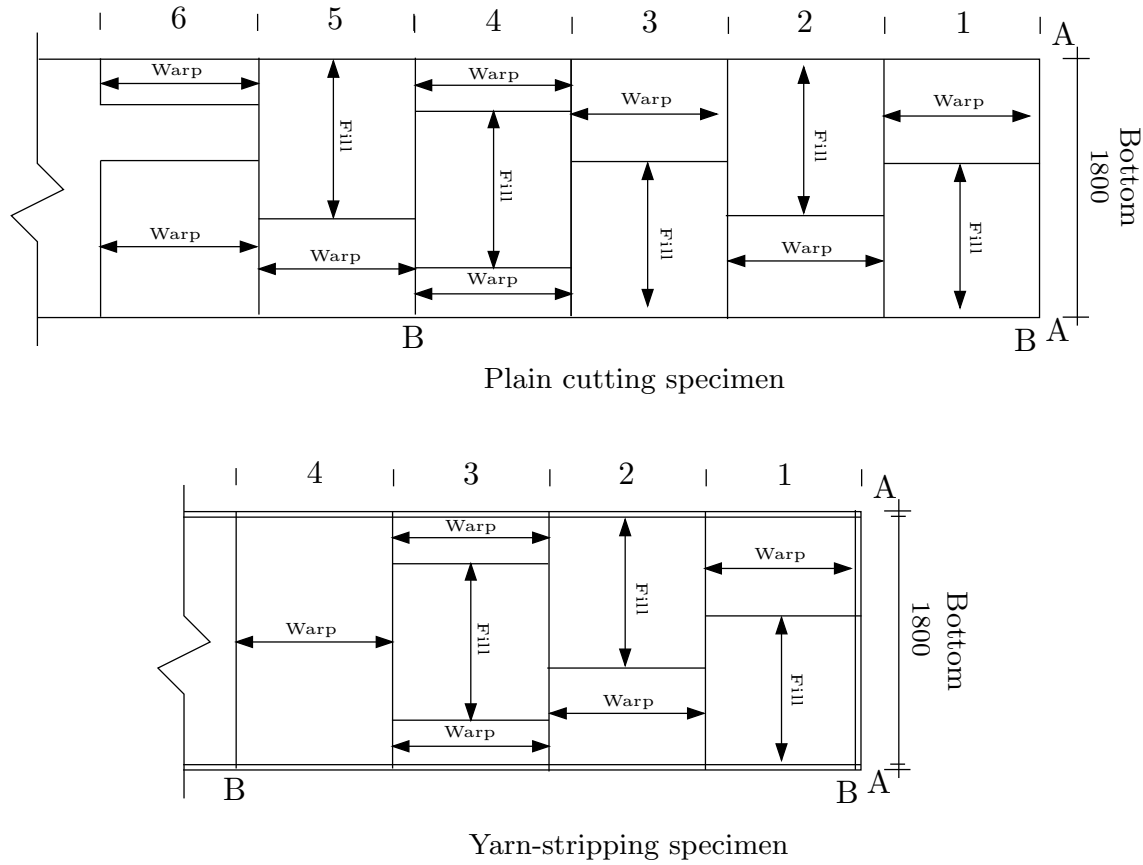 6 5 4 3 2 1
A
Warp Warp
Warp Warp
Fill Fill Fill
Bottom
1800
Fill Fill
Warp Warp Warp
Warp
B B A
Plain cutting specimen
4 3 2 1
A
Warp
Warp
Fill Fill
Bottom
1800
Warp
Fill
Warp
Warp
B B A
Yarn-stripping specimen